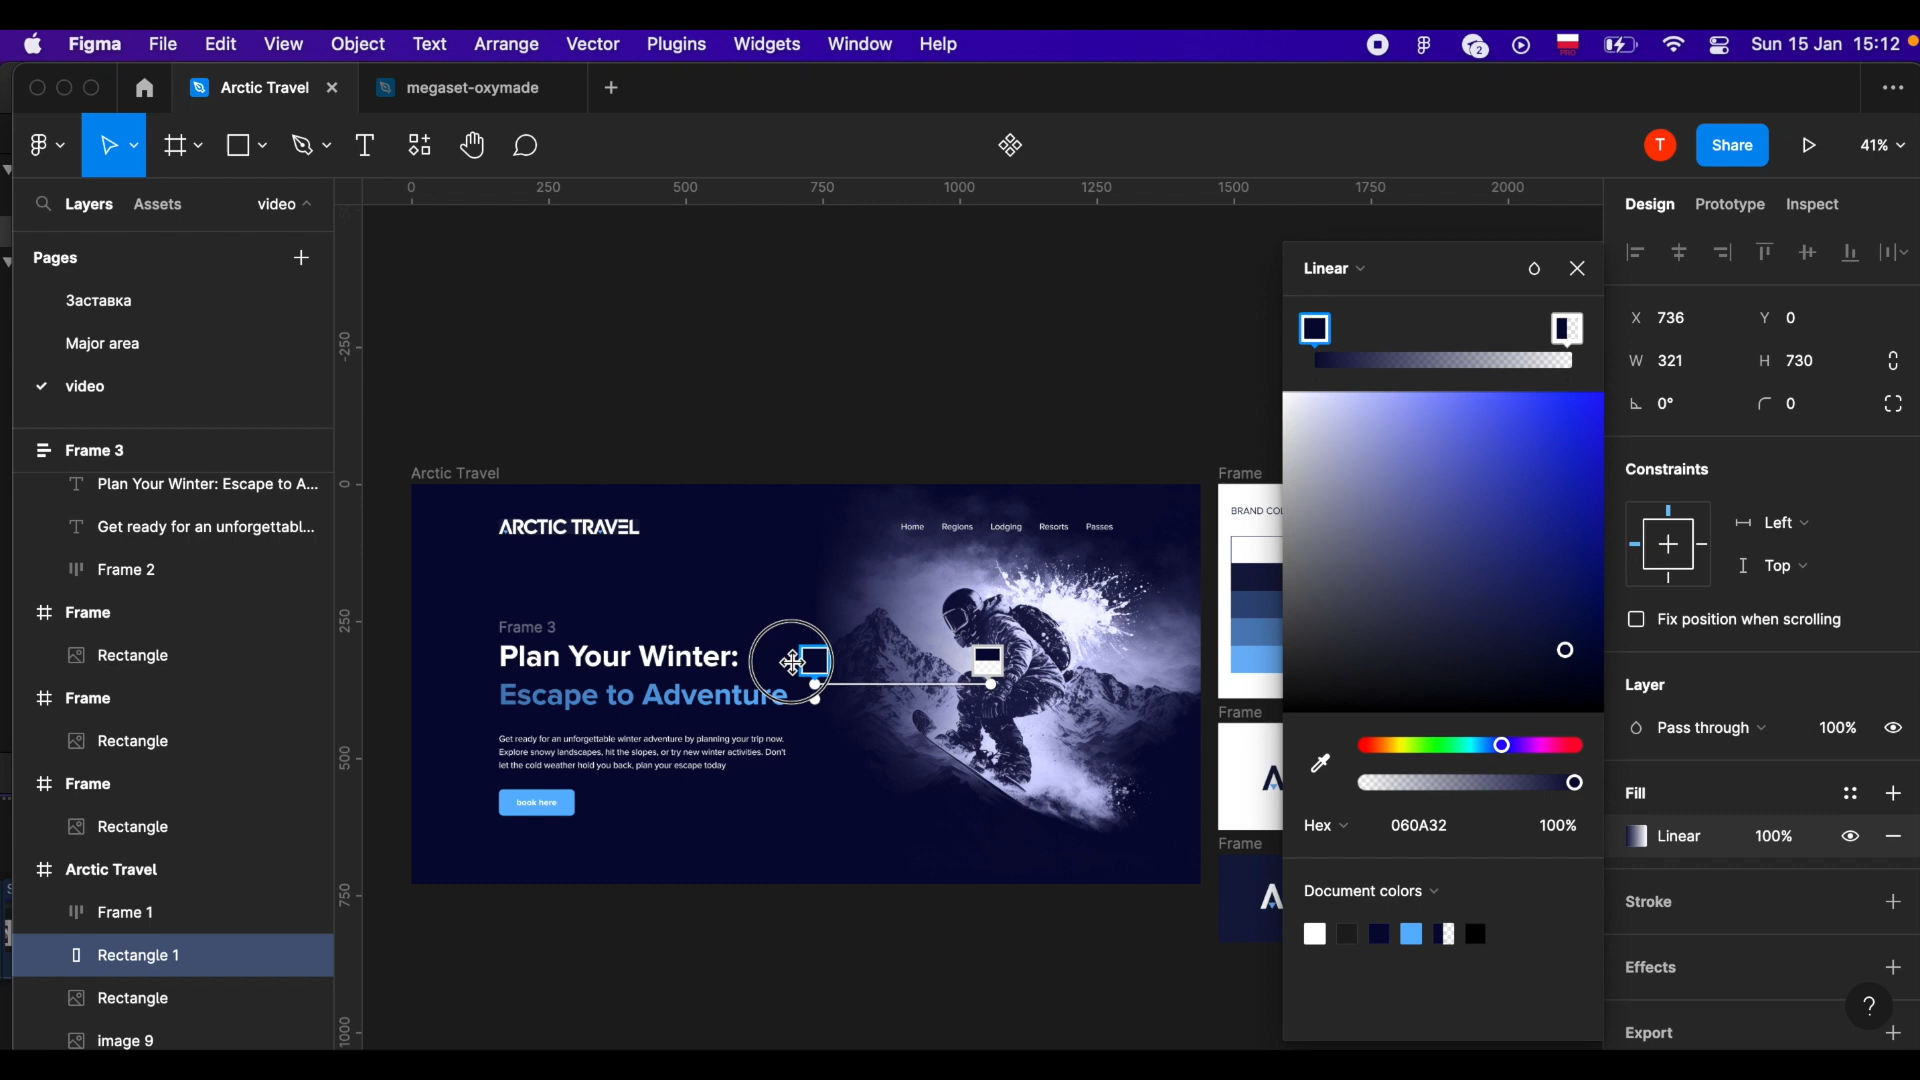 Figma File Edit View Object Text Arrange Vector Plugins Widgets Window Help
2 PRO Sun 15 Jan 15:12
Arctic Travel
megaset-oxymade
T
Share
41%
0 250 500 750 1000 1250 1500 1750 2000
Layers Assets video
Pages
Заставка
Major area
video
Frame 3
Plan Your Winter: Escape to A...
Get ready for an unforgettabl...
Frame 2
Frame
Rectangle
Frame
Rectangle
Frame
Rectangle
Arctic Travel
Frame 1
Rectangle 1
Rectangle
image 9
-250
0
250
500
750
1000
Arctic Travel
ARCTIC TRAVEL
Home Regions Lodging Resorts Passes
Frame 3
Plan Your Winter:
Escape to Adventure
Get ready for an unforgettable winter adventure by planning your trip now.
Explore snowy landscapes, hit the slopes, or try new winter activities. Don't
let the cold weather hold you back, plan your escape today
book here
Frame
BRAND COL
Frame
Frame
Linear
Hex 060A32 100%
Document colors
Design Prototype Inspect
X 736 Y 0
W 321 H 730
0° 0
Constraints
Left
Top
Fix position when scrolling
Layer
Pass through 100%
Fill
Linear 100%
Stroke
Effects
?
Export